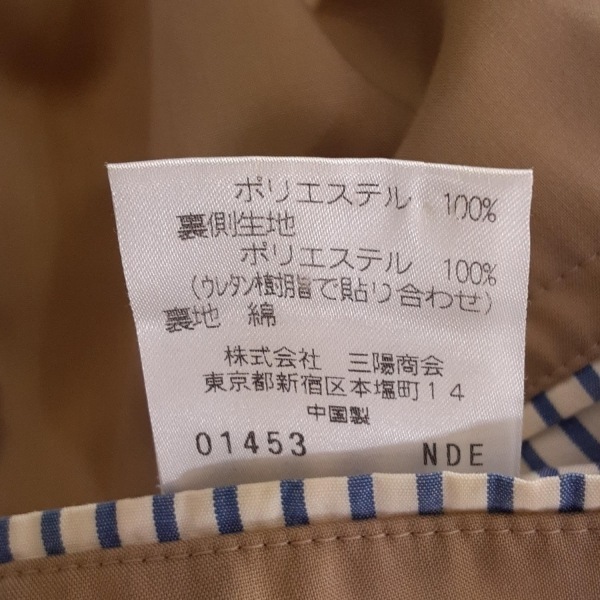 ポリエステル 100%
裏側生地
ポリエステル 100%
(ウレタン樹脂で貼り合わせ)
裏地 綿
株式会社 三陽商会
東京都新宿区本塩町14
中国製
01453 NDE